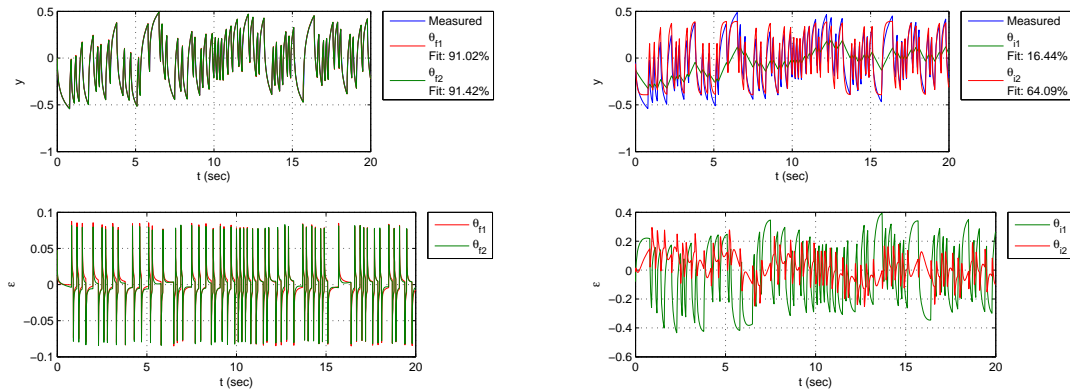 0.5
0
−0.5
−1
y
0
5
10
15
20
t (sec)
Measured
θf1
Fit: 91.02%
θf2
Fit: 91.42%
0.5
0
−0.5
−1
y
0
5
10
15
20
t (sec)
Measured
θi1
Fit: 16.44%
θi2
Fit: 64.09%
0.1
0.05
0
−0.05
−0.1
ε
0
5
10
15
20
t (sec)
θf1
θf2
0.4
0.2
0
−0.2
−0.4
−0.6
ε
0
5
10
15
20
t (sec)
θi1
θi2